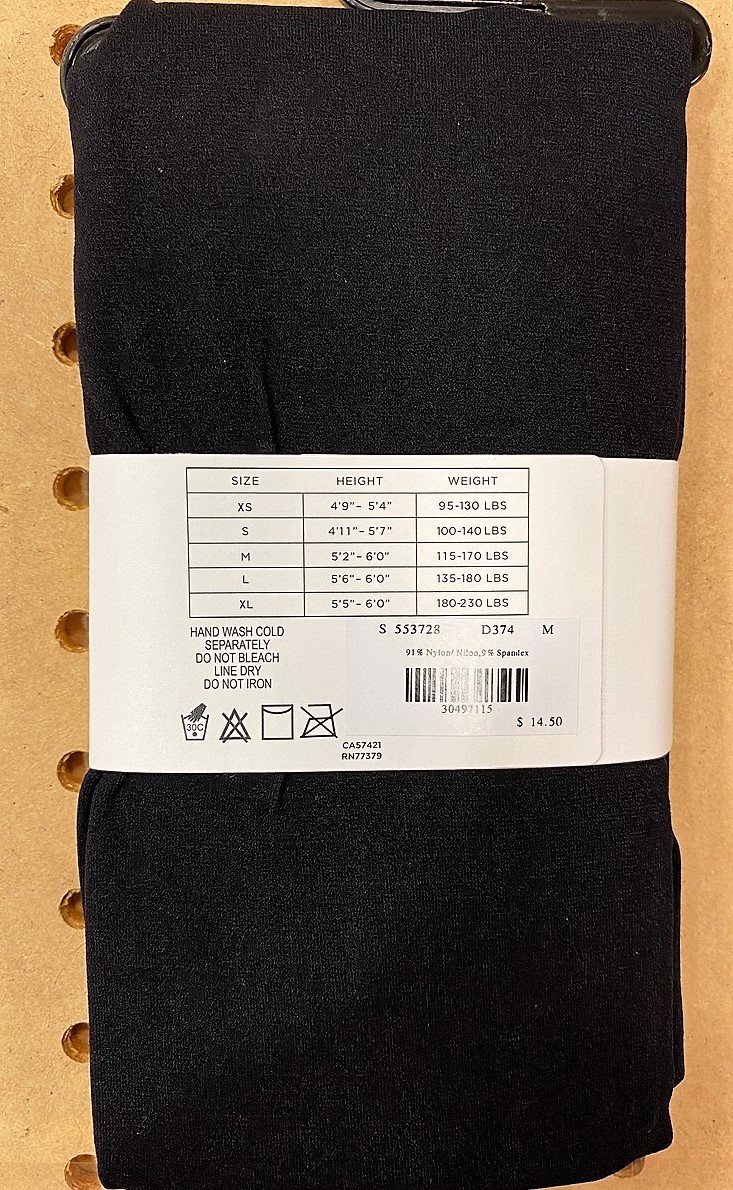 SIZE HEIGHT WEIGHT
XS 4'9"- 5'4" 95-130 LBS
S 4'11"- 5'7" 100-140 LBS
M 5'2"- 6'0" 115-170 LBS
L 5'6"- 6'0" 135-180 LBS
XL 5'5"- 6'0" 180-230 LBS
HAND WASH COLD
SEPARATELY
DO NOT BLEACH
LINE DRY
DO NOT IRON
30C
S 553728 D374 M
91% Nylon/ Nilon,9% Spandex
30497115
$ 14.50
CA57421
RN77379